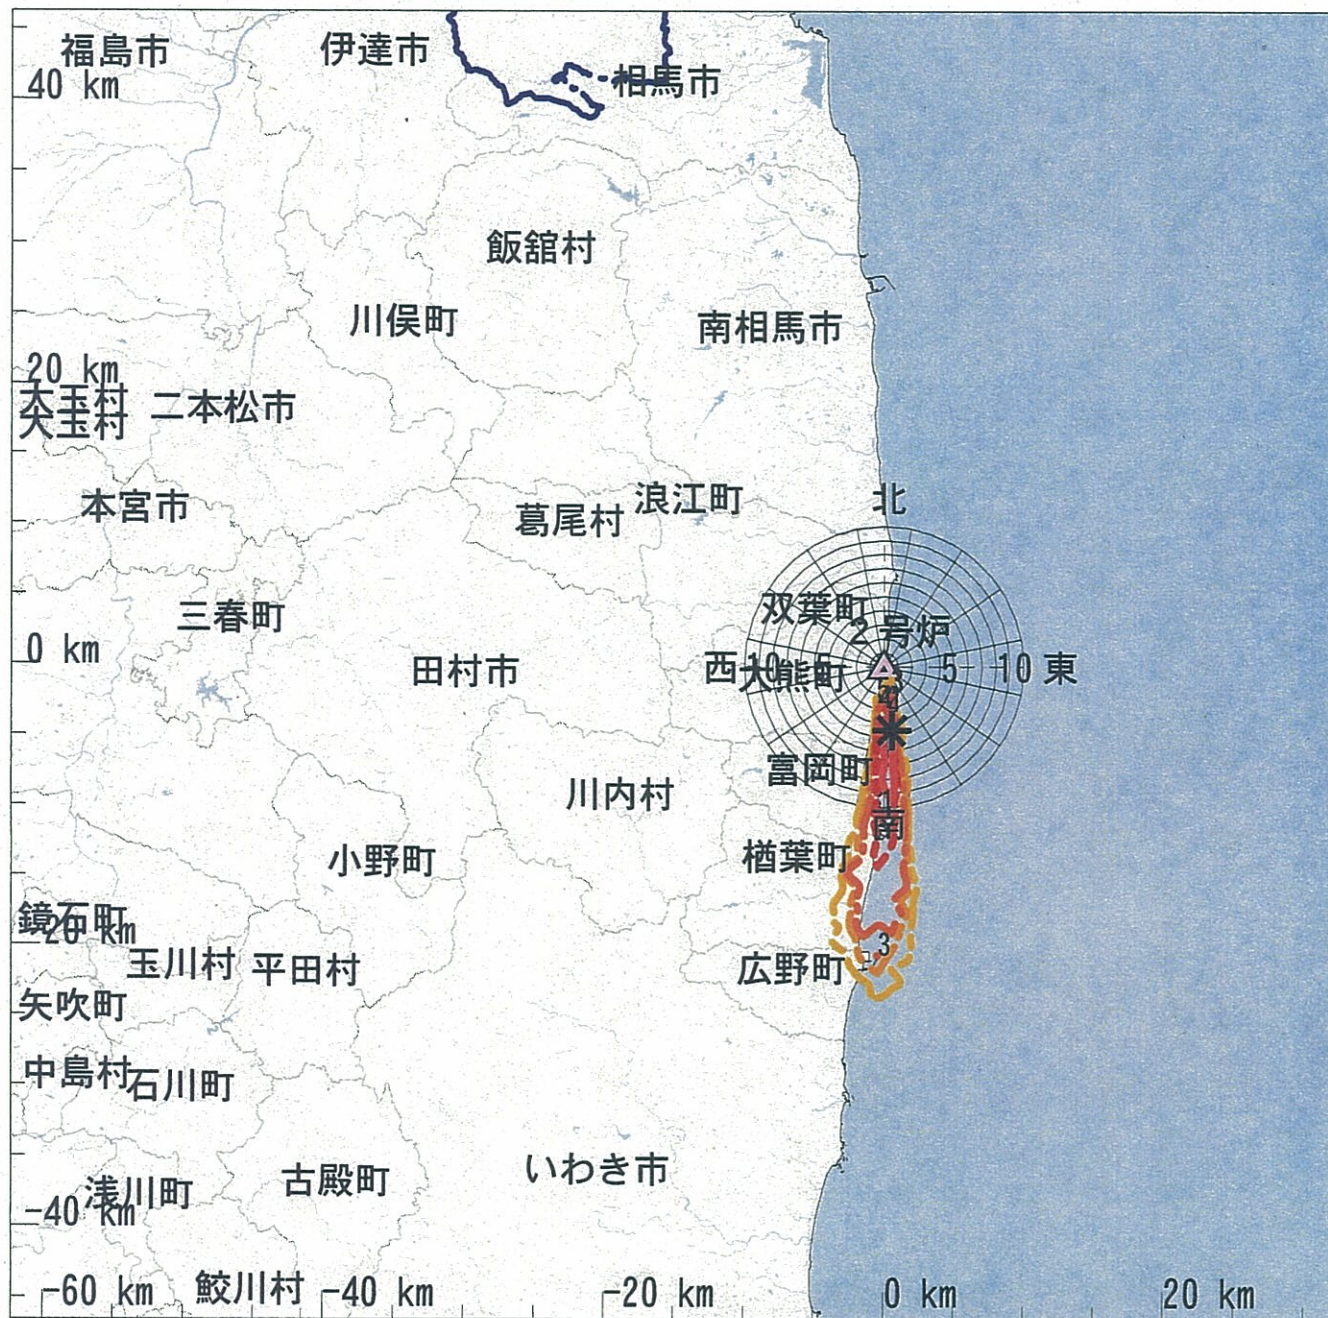 福島市
伊達市
40 km
相馬市
飯舘村
川俣町
南相馬市
20 km
大玉村
二本松市
大玉村
本宮市
葛尾村
浪江町
北
三春町
双葉町
2号炉
0 km
田村市
西 10
大熊町
5 10 東
富岡町
川内村
南
小野町
楢葉町
鏡石町
-20 km
3
玉川村
平田村
広野町
矢吹町
中島村
石川町
いわき市
古殿町
浅川町
-40 km
-60 km
鮫川村
-40 km
-20 km
0 km
20 km